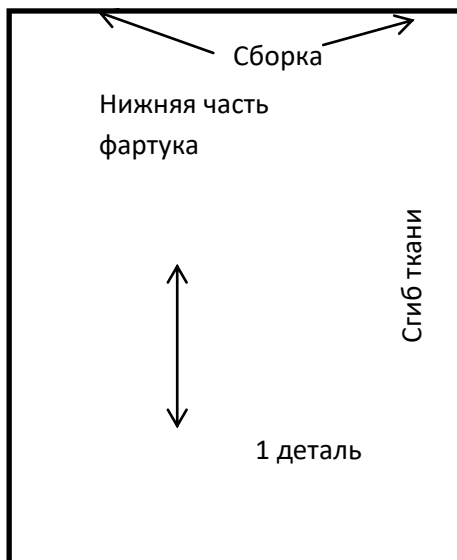 Сборка
Нижняя часть
фартука
Сгиб ткани
1 деталь